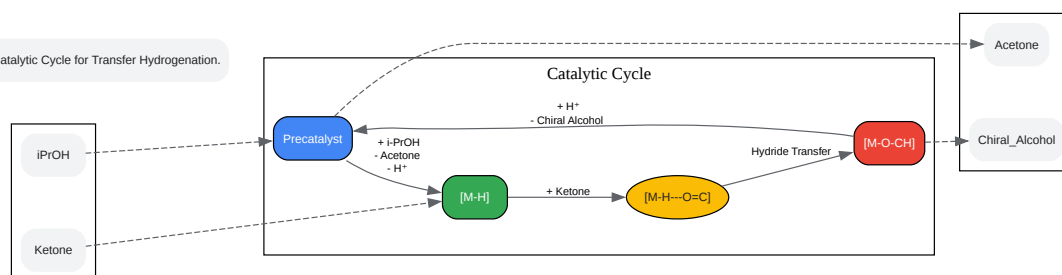 atalytic Cycle for Transfer Hydrogenation.
Catalytic Cycle
Acetone
+ H⁺
- Chiral Alcohol
Precatalyst
iPrOH
+ i-PrOH
- Acetone
- H⁺
Hydride Transfer
[M-O-CH]
Chiral_Alcohol
[M-H]
+ Ketone
[M-H---O=C]
Ketone